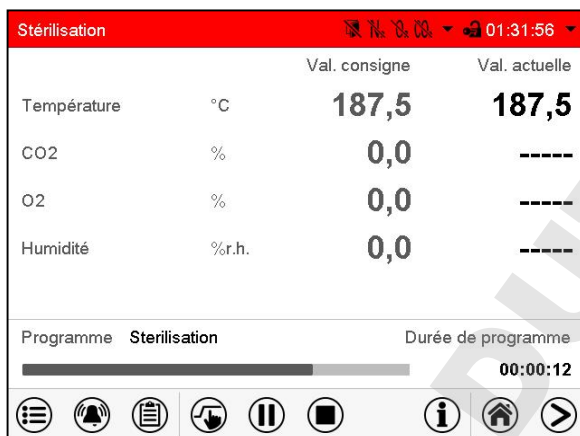 Stérilisation 01:31:56
Val. consigne Val. actuelle
Température °C 187,5 187,5
CO2 % 0,0 -----
O2 % 0,0 -----
Humidité %r.h. 0,0 -----
Programme Sterilisation Durée de programme
00:00:12